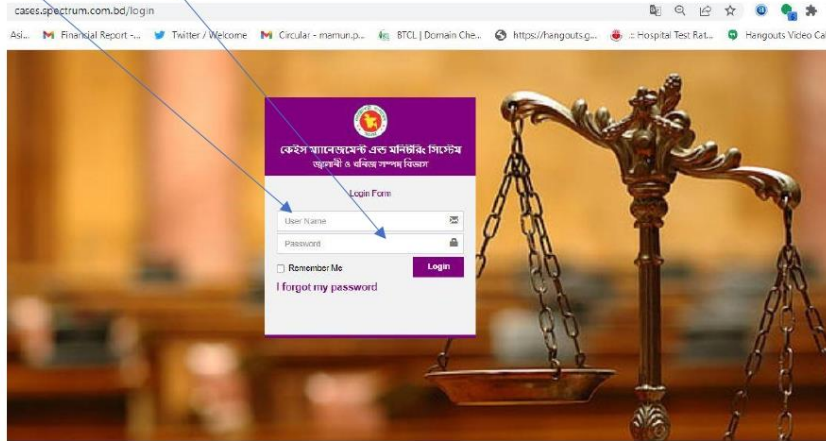 cases.spectrum.com.bd/login
Asi... Financial Report -... Twitter / Welcome Circular - mamun.p... BTCL | Domain Che... https://hangouts.g... :: Hospital Test Rat... Hangouts Video Cal
কেইস ম্যানেজমেন্ট এন্ড মনিটরিং সিস্টেম
জ্বালানী ও খনিজ সম্পদ বিভাগ
Login Form
User Name
Password
Remember Me
Login
I forgot my password